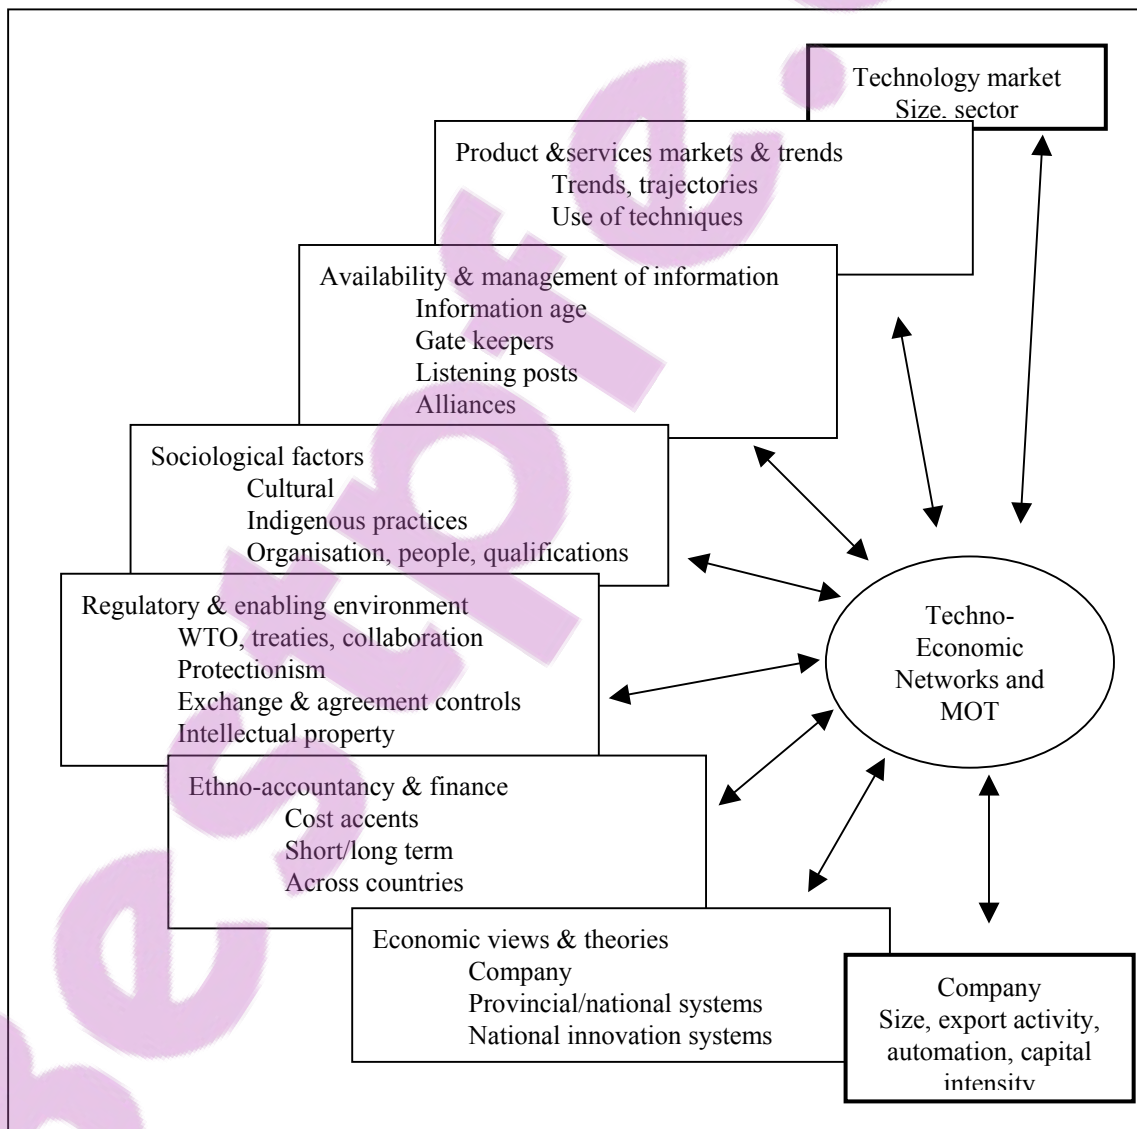 Technology market
Size, sector
Product &services markets & trends
Trends, trajectories
Use of techniques
Availability & management of information
Information age
Gate keepers
Listening posts
Alliances
Sociological factors
Cultural
Indigenous practices
Organisation, people, qualifications
Regulatory & enabling environment
WTO, treaties, collaboration
Protectionism
Exchange & agreement controls
Intellectual property
Techno-
Economic
Networks and
MOT
Ethno-accountancy & finance
Cost accents
Short/long term
Across countries
Economic views & theories
Company
Provincial/national systems
National innovation systems
Company
Size, export activity,
automation, capital
intensity
bestpfe.